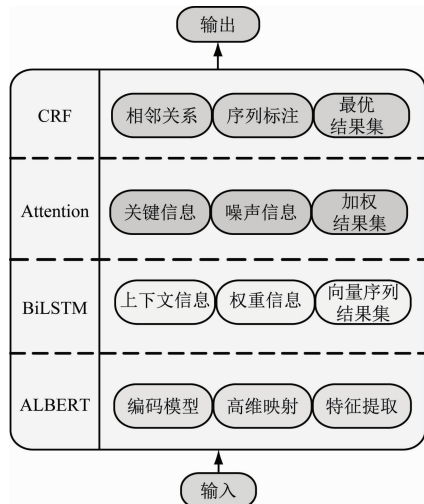 输出
CRF 相邻关系 序列标注 最优
结果集
Attention 关键信息 噪声信息 加权
结果集
BiLSTM 上下文信息 权重信息 向量序列
结果集
ALBERT 编码模型 高维映射 特征提取
输入